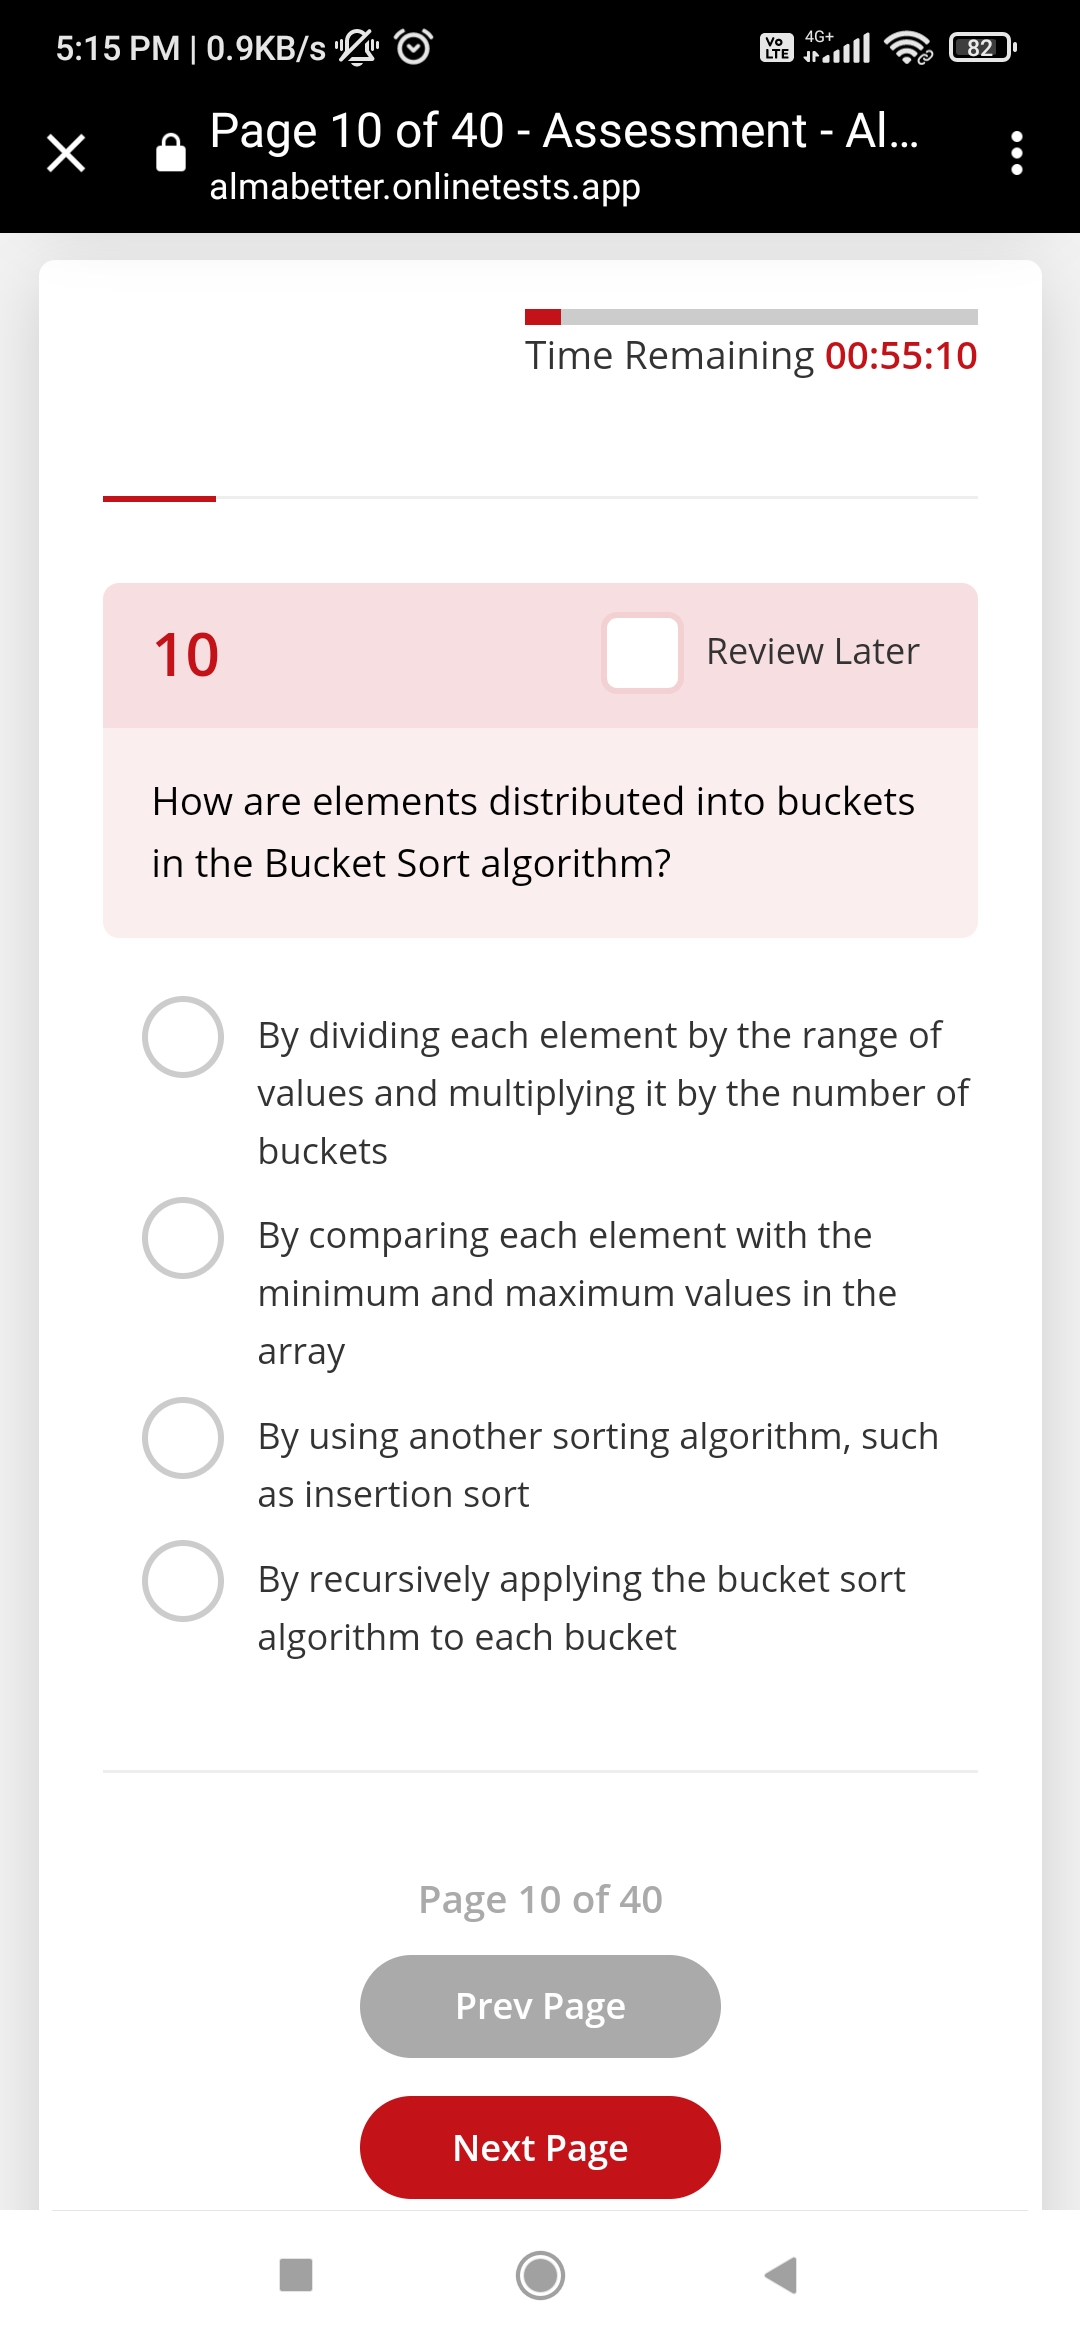 5:15 PM | 0.9KB/s
Vo LTE
4G+
82
Page 10 of 40 - Assessment - Al...
almabetter.onlinetests.app
Time Remaining 00:55:10
10
Review Later
How are elements distributed into buckets
in the Bucket Sort algorithm?
By dividing each element by the range of
values and multiplying it by the number of
buckets
By comparing each element with the
minimum and maximum values in the
array
By using another sorting algorithm, such
as insertion sort
By recursively applying the bucket sort
algorithm to each bucket
Page 10 of 40
Prev Page
Next Page